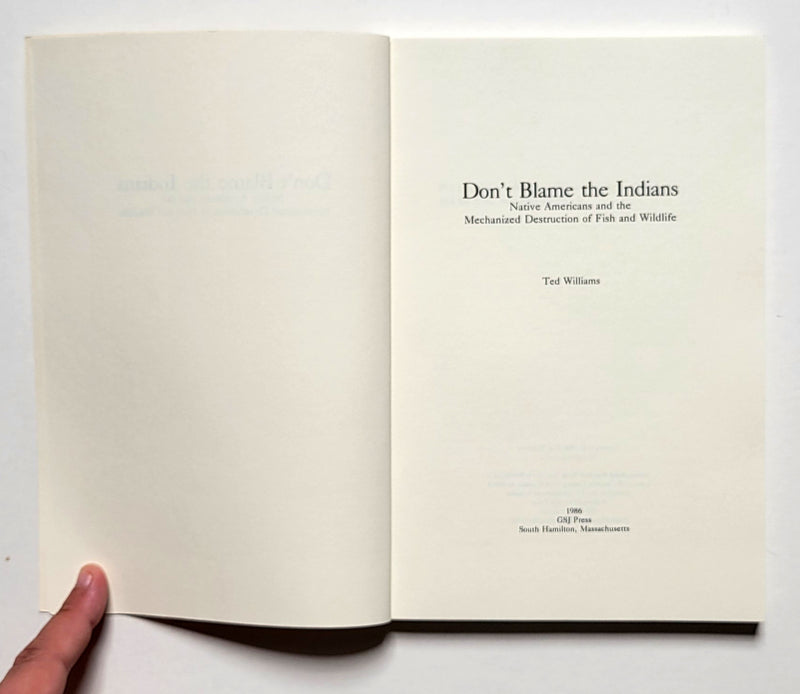 Don't Blame the Indians
Native Americans and the
Mechanized Destruction of Fish and Wildlife
Ted Williams
1986
GSJ Press
South Hamilton, Massachusetts